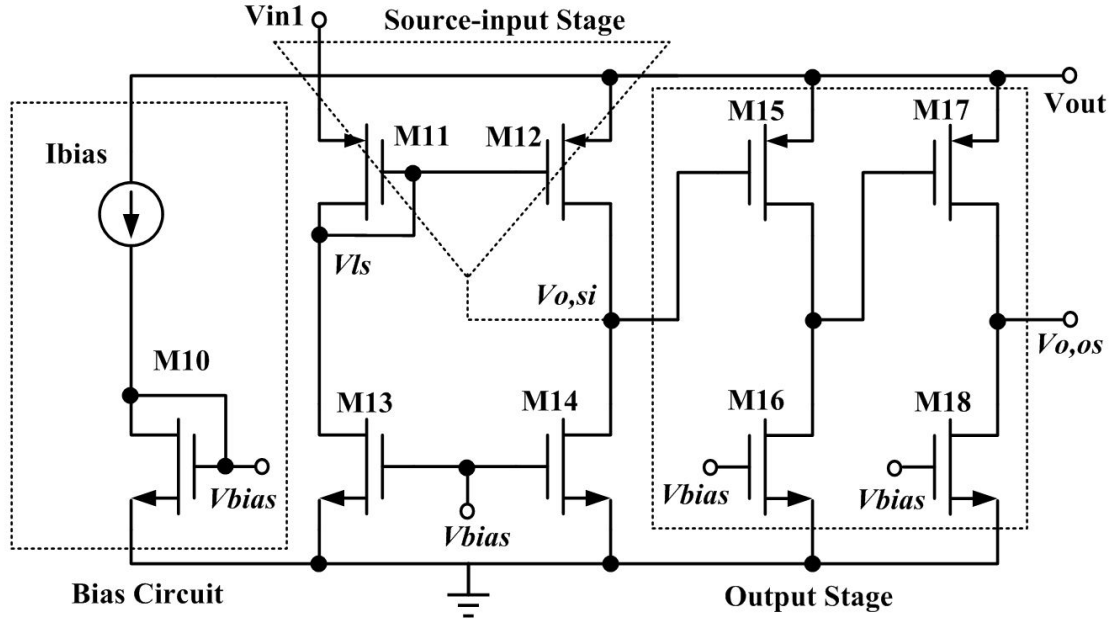 Vin1
Source-input Stage
Vout
Ibias
M11
M12
M15
M17
Vls
Vo,si
Vo,os
M10
M13
M14
M16
M18
Vbias
Vbias
Vbias
Vbias
Bias Circuit
Output Stage